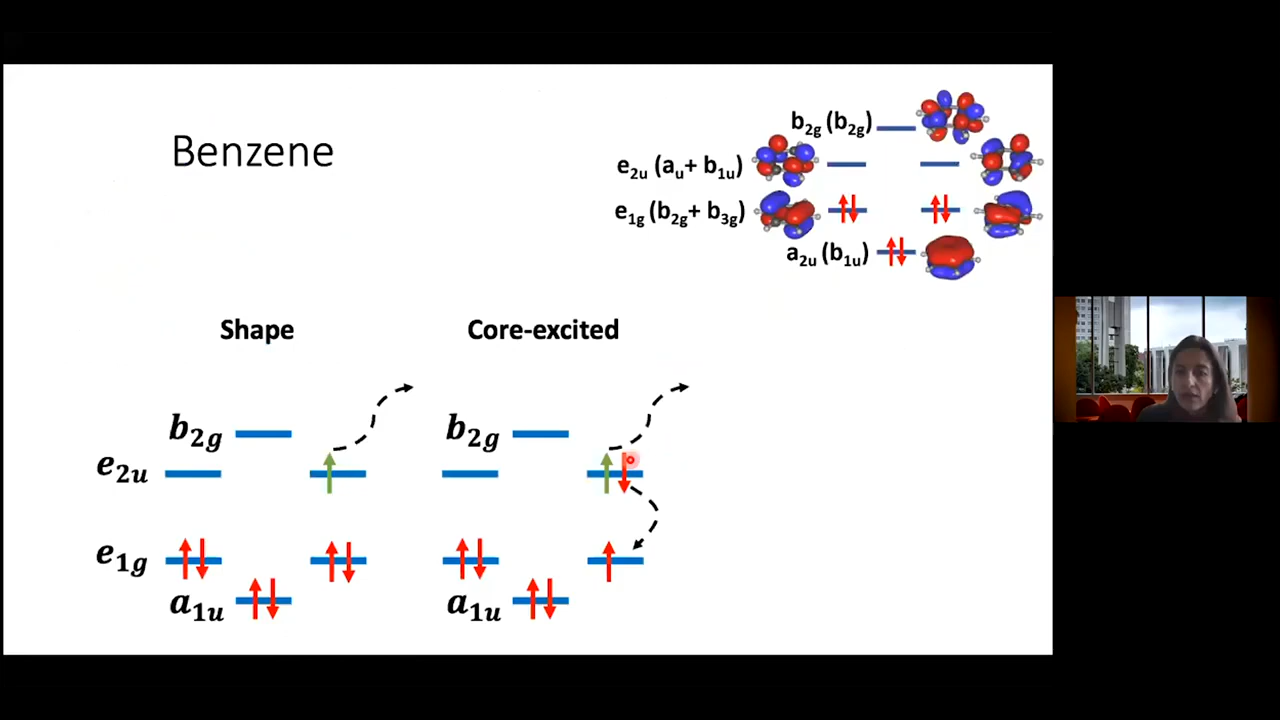 Benzene
b2g (b2g)
e2u (au+ b1u)
e1g (b2g+ b3g)
a2u (b1u)
Shape
Core-excited
b2g
b2g
e2u
e1g
a1u
a1u